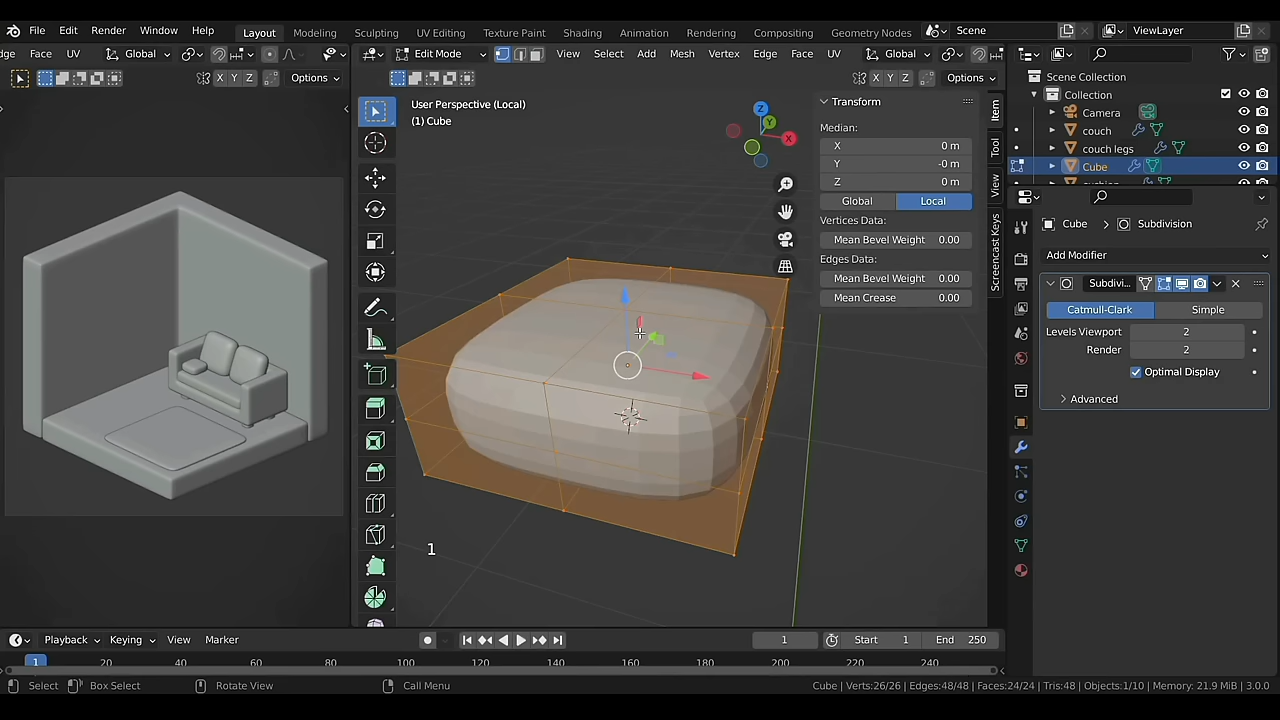 File Edit Render Window Help Layout Modeling Sculpting UV Editing Texture Paint Shading Animation Rendering Compositing Geometry Nodes Scene ViewLayer
Face UV Global Edit Mode View Select Add Mesh Vertex Edge Face UV Global
X Y Z Options X Y Z Options
Scene Collection
Collection
Camera
couch
couch legs
Cube
User Perspective (Local)
(1) Cube
Z
Y
X
Transform
Median:
X 0 m
Y -0 m
Z 0 m
Global Local
Vertices Data:
Mean Bevel Weight 0.00
Edges Data:
Mean Bevel Weight 0.00
Mean Crease 0.00
Item
Tool
View
Screencast Keys
Cube > Subdivision
Add Modifier
Subdivi..
Catmull-Clark Simple
Levels Viewport 2
Render 2
Optimal Display
Advanced
1
Playback Keying View Marker 1 Start 1 End 250
1 20 40 60 80 100 120 140 160 180 200 220 240
Select Box Select Rotate View Call Menu Cube | Verts:26/26 | Edges:48/48 | Faces:24/24 | Tris:48 | Objects:1/10 | Memory: 21.9 MiB | 3.0.0